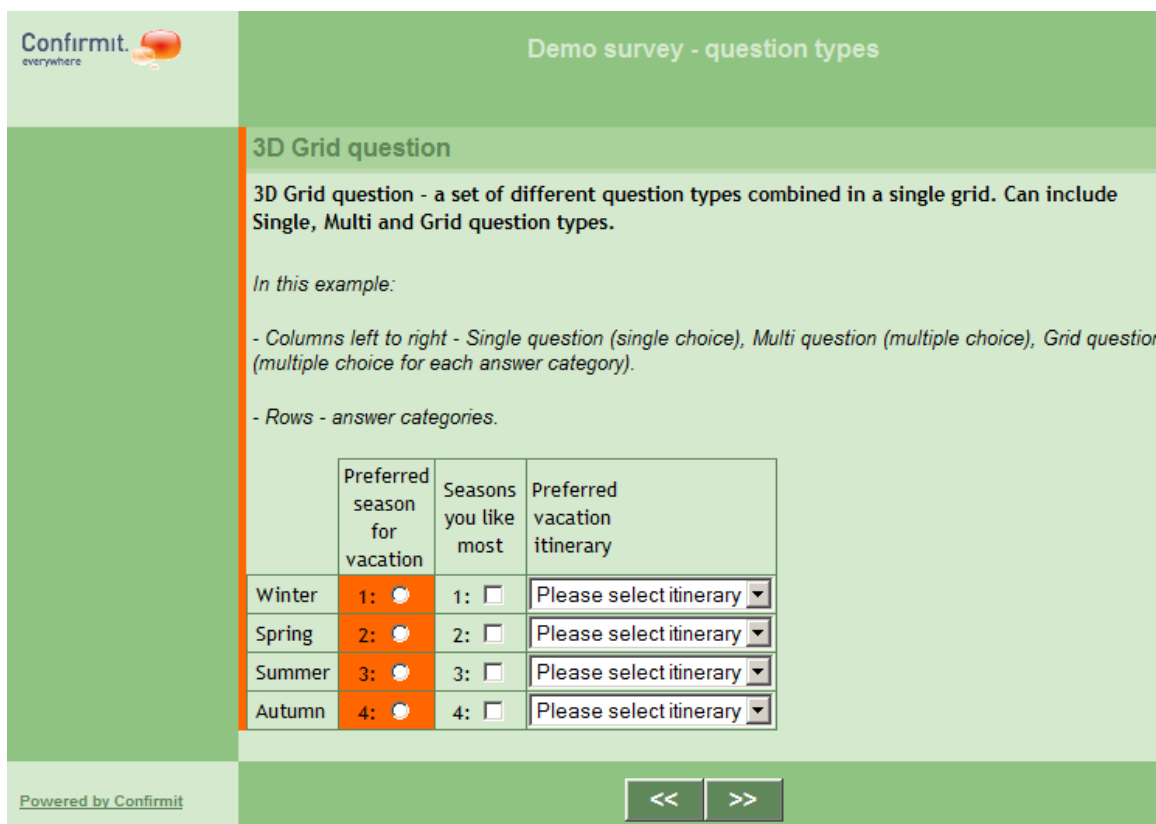 Confirmit.
everywhere
Demo survey - question types
3D Grid question
3D Grid question - a set of different question types combined in a single grid. Can include
Single, Multi and Grid question types.
In this example:
- Columns left to right - Single question (single choice), Multi question (multiple choice), Grid question
(multiple choice for each answer category).
- Rows - answer categories.
Preferred season for vacation
Seasons you like most
Preferred vacation itinerary
Winter 1: 1: Please select itinerary
Spring 2: 2: Please select itinerary
Summer 3: 3: Please select itinerary
Autumn 4: 4: Please select itinerary
Powered by Confirmit
<< >>